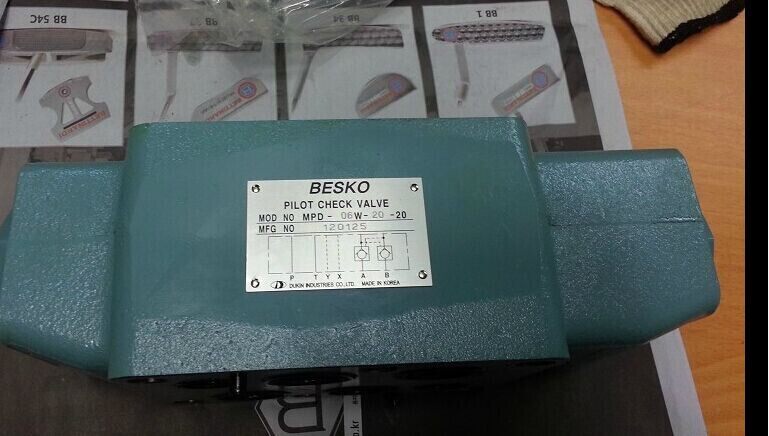 BB 54C
BB 34
BB 1
BETTINARDI
BESKO
PILOT CHECK VALVE
MOD NO MPD - 06W- 20 -20
MFG NO 120125
P T Y X A B
D DUKIN INDUSTRIES CO.,LTD. MADE IN KOREA
B